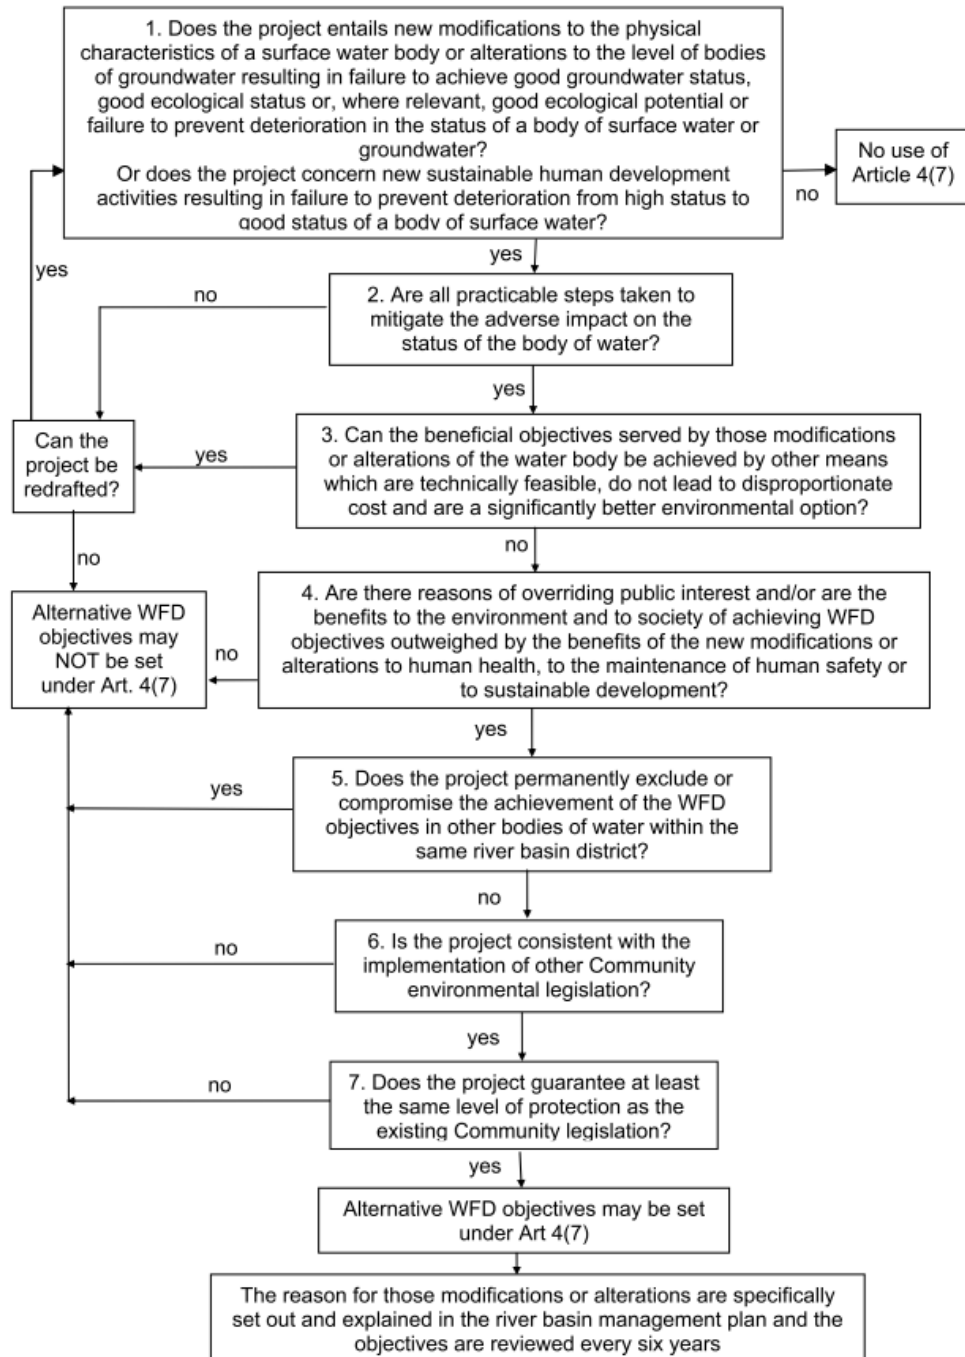 1. Does the project entails new modifications to the physical
characteristics of a surface water body or alterations to the level of bodies
of groundwater resulting in failure to achieve good groundwater status,
good ecological status or, where relevant, good ecological potential or
failure to prevent deterioration in the status of a body of surface water or
groundwater?
Or does the project concern new sustainable human development
activities resulting in failure to prevent deterioration from high status to
good status of a body of surface water?
no
No use of
Article 4(7)
yes
yes
2. Are all practicable steps taken to
mitigate the adverse impact on the
status of the body of water?
no
yes
Can the
project be
redrafted?
yes
3. Can the beneficial objectives served by those modifications
or alterations of the water body be achieved by other means
which are technically feasible, do not lead to disproportionate
cost and are a significantly better environmental option?
no
no
Alternative WFD
objectives may
NOT be set
under Art. 4(7)
no
4. Are there reasons of overriding public interest and/or are the
benefits to the environment and to society of achieving WFD
objectives outweighed by the benefits of the new modifications or
alterations to human health, to the maintenance of human safety or
to sustainable development?
yes
yes
5. Does the project permanently exclude or
compromise the achievement of the WFD
objectives in other bodies of water within the
same river basin district?
no
no
6. Is the project consistent with the
implementation of other Community
environmental legislation?
yes
no
7. Does the project guarantee at least
the same level of protection as the
existing Community legislation?
yes
Alternative WFD objectives may be set
under Art 4(7)
The reason for those modifications or alterations are specifically
set out and explained in the river basin management plan and the
objectives are reviewed every six years